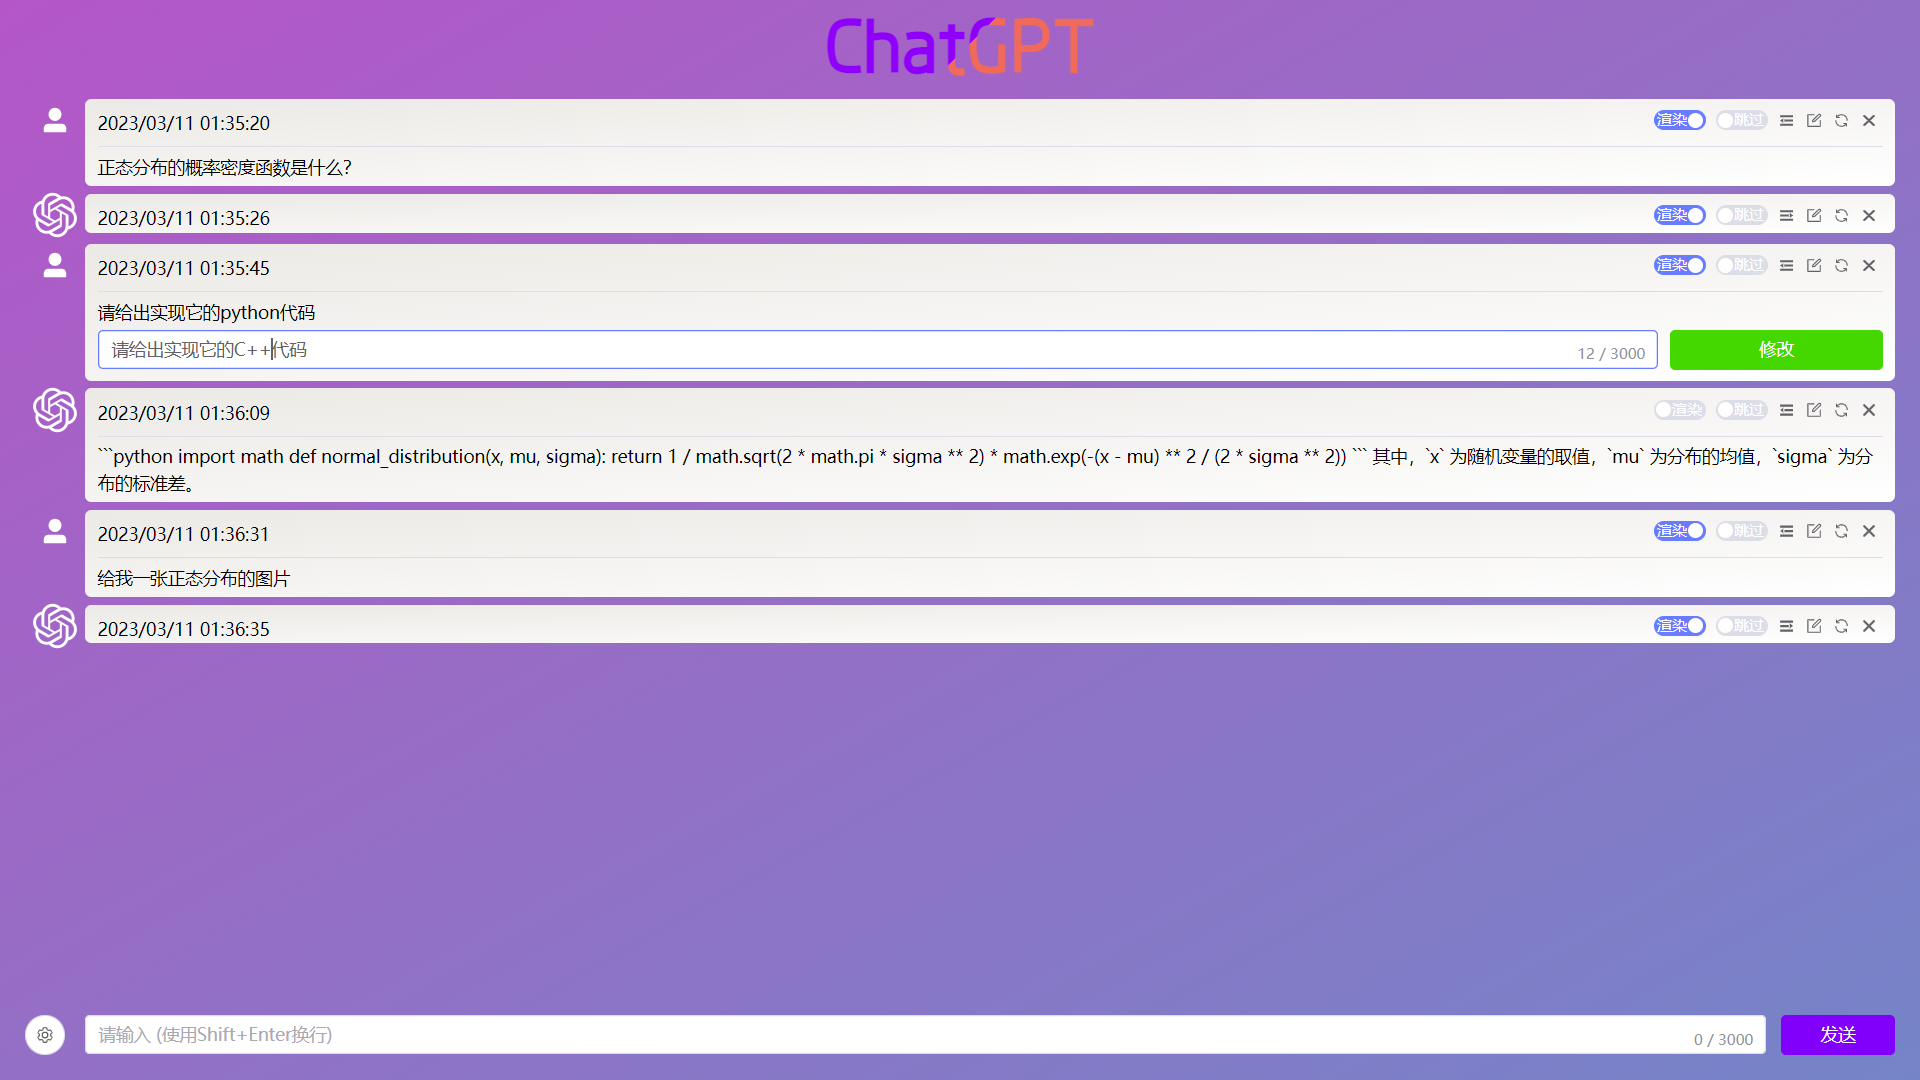 ChatGPT
2023/03/11 01:35:20
渲染
跳过
正态分布的概率密度函数是什么？
2023/03/11 01:35:26
渲染
跳过
2023/03/11 01:35:45
渲染
跳过
请给出实现它的python代码
请给出实现它的C++代码
12 / 3000
修改
2023/03/11 01:36:09
渲染
跳过
```python import math def normal_distribution(x, mu, sigma): return 1 / math.sqrt(2 * math.pi * sigma ** 2) * math.exp(-(x - mu) ** 2 / (2 * sigma ** 2)) ``` 其中，`x` 为随机变量的取值，`mu` 为分布的均值，`sigma` 为分
布的标准差。
2023/03/11 01:36:31
渲染
跳过
给我一张正态分布的图片
2023/03/11 01:36:35
渲染
跳过
请输入 (使用Shift+Enter换行)
0 / 3000
发送